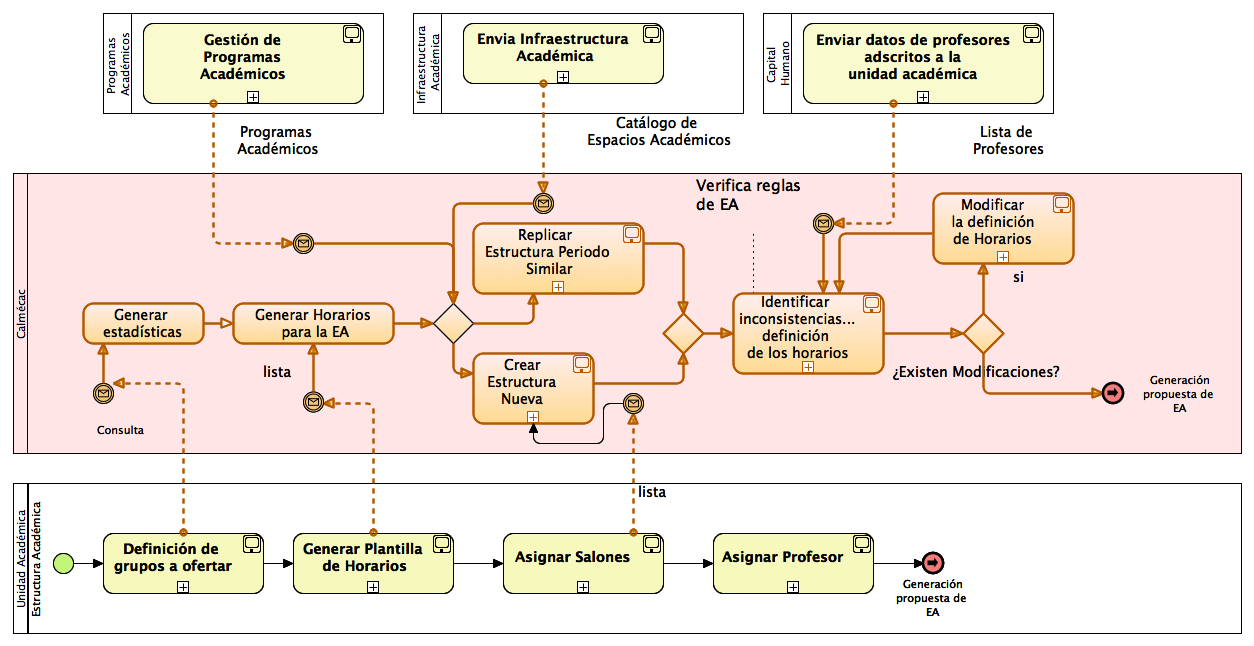 Programas
Académicos
Gestión de
Programas
Académicos
Infraestructura
Académica
Envia Infraestructura
Académica
Capital
Humano
Enviar datos de profesores
adscritos a la
unidad académica
Programas
Académicos
Catálogo de
Espacios Académicos
Lista de
Profesores
Calmécac
Verifica reglas
de EA
Modificar
la definición
de Horarios
Replicar
Estructura Periodo
Similar
si
Generar
estadísticas
Generar Horarios
para la EA
Identificar
inconsistencias...
definición
de los horarios
lista
Crear
Estructura
Nueva
¿Existen Modificaciones?
Generación
propuesta de
EA
Consulta
lista
Unidad Académica
Estructura Académica
Definición de
grupos a ofertar
Generar Plantilla
de Horarios
Asignar Salones
Asignar Profesor
Generación
propuesta de
EA